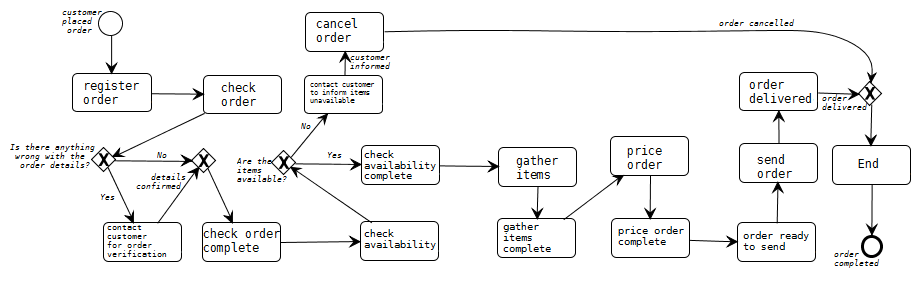 customer
placed
order
register
order
check
order
Is there anything
wrong with the
order details?
X
No
Yes
X
details
confirmed
contact
customer
for order
verification
check order
complete
check
availability
Are the
items
available?
X
No
Yes
contact customer
to inform items
unavailable
customer
informed
cancel
order
order cancelled
check
availability
complete
gather
items
gather
items
complete
price
order
price order
complete
order ready
to send
send
order
order
delivered
order
delivered
X
End
order
completed